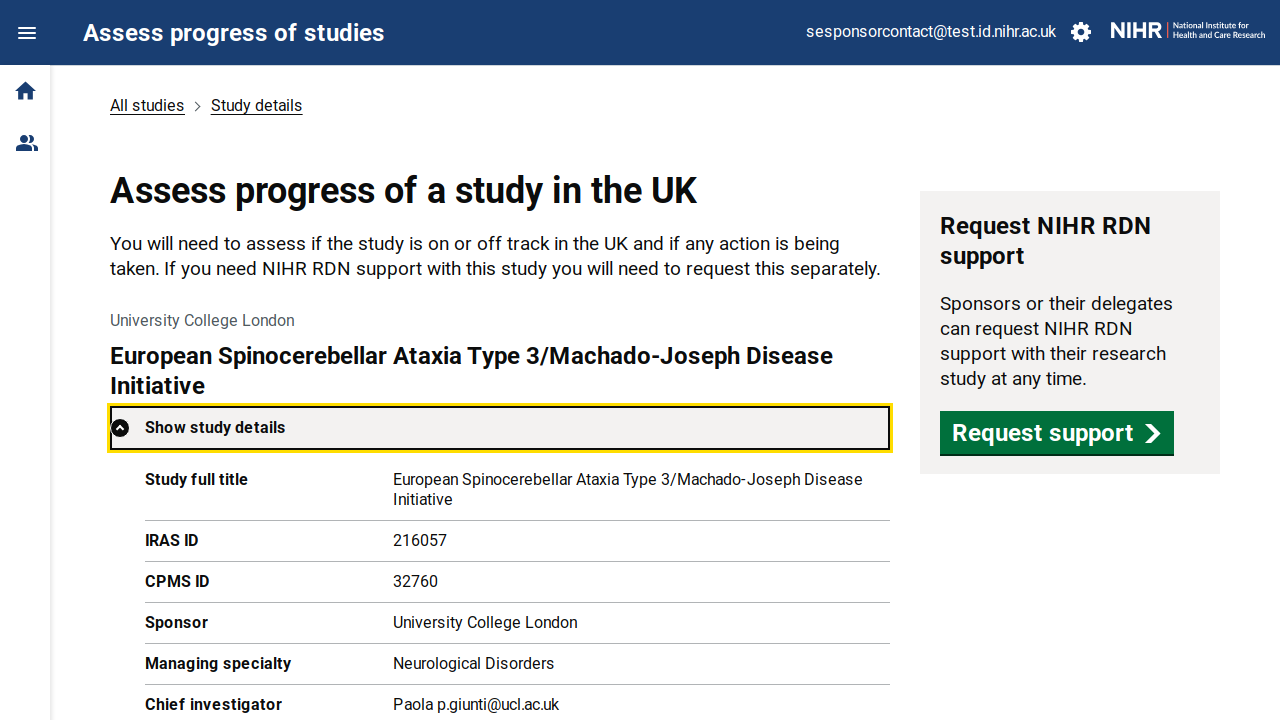 Assess progress of studies
sesponsorcontact@test.id.nihr.ac.uk
NIHR
National Institute for
Health and Care Research
All studies
Study details
Assess progress of a study in the UK
You will need to assess if the study is on or off track in the UK and if any action is being
taken. If you need NIHR RDN support with this study you will need to request this separately.
University College London
European Spinocerebellar Ataxia Type 3/Machado-Joseph Disease
Initiative
Show study details
Study full title
European Spinocerebellar Ataxia Type 3/Machado-Joseph Disease
Initiative
IRAS ID
216057
CPMS ID
32760
Sponsor
University College London
Managing specialty
Neurological Disorders
Chief investigator
Paola p.giunti@ucl.ac.uk
Request NIHR RDN
support
Sponsors or their delegates
can request NIHR RDN
support with their research
study at any time.
Request support